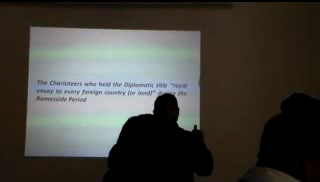 The Charioteers who held the Diplomatic title "royal
envoy to every foreign country (or land)" during the
Ramesside Period